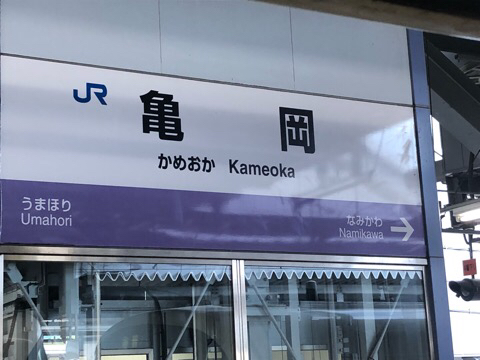 JR 亀岡
かめおか Kameoka
うまほり
Umahori
なみかわ
Namikawa →